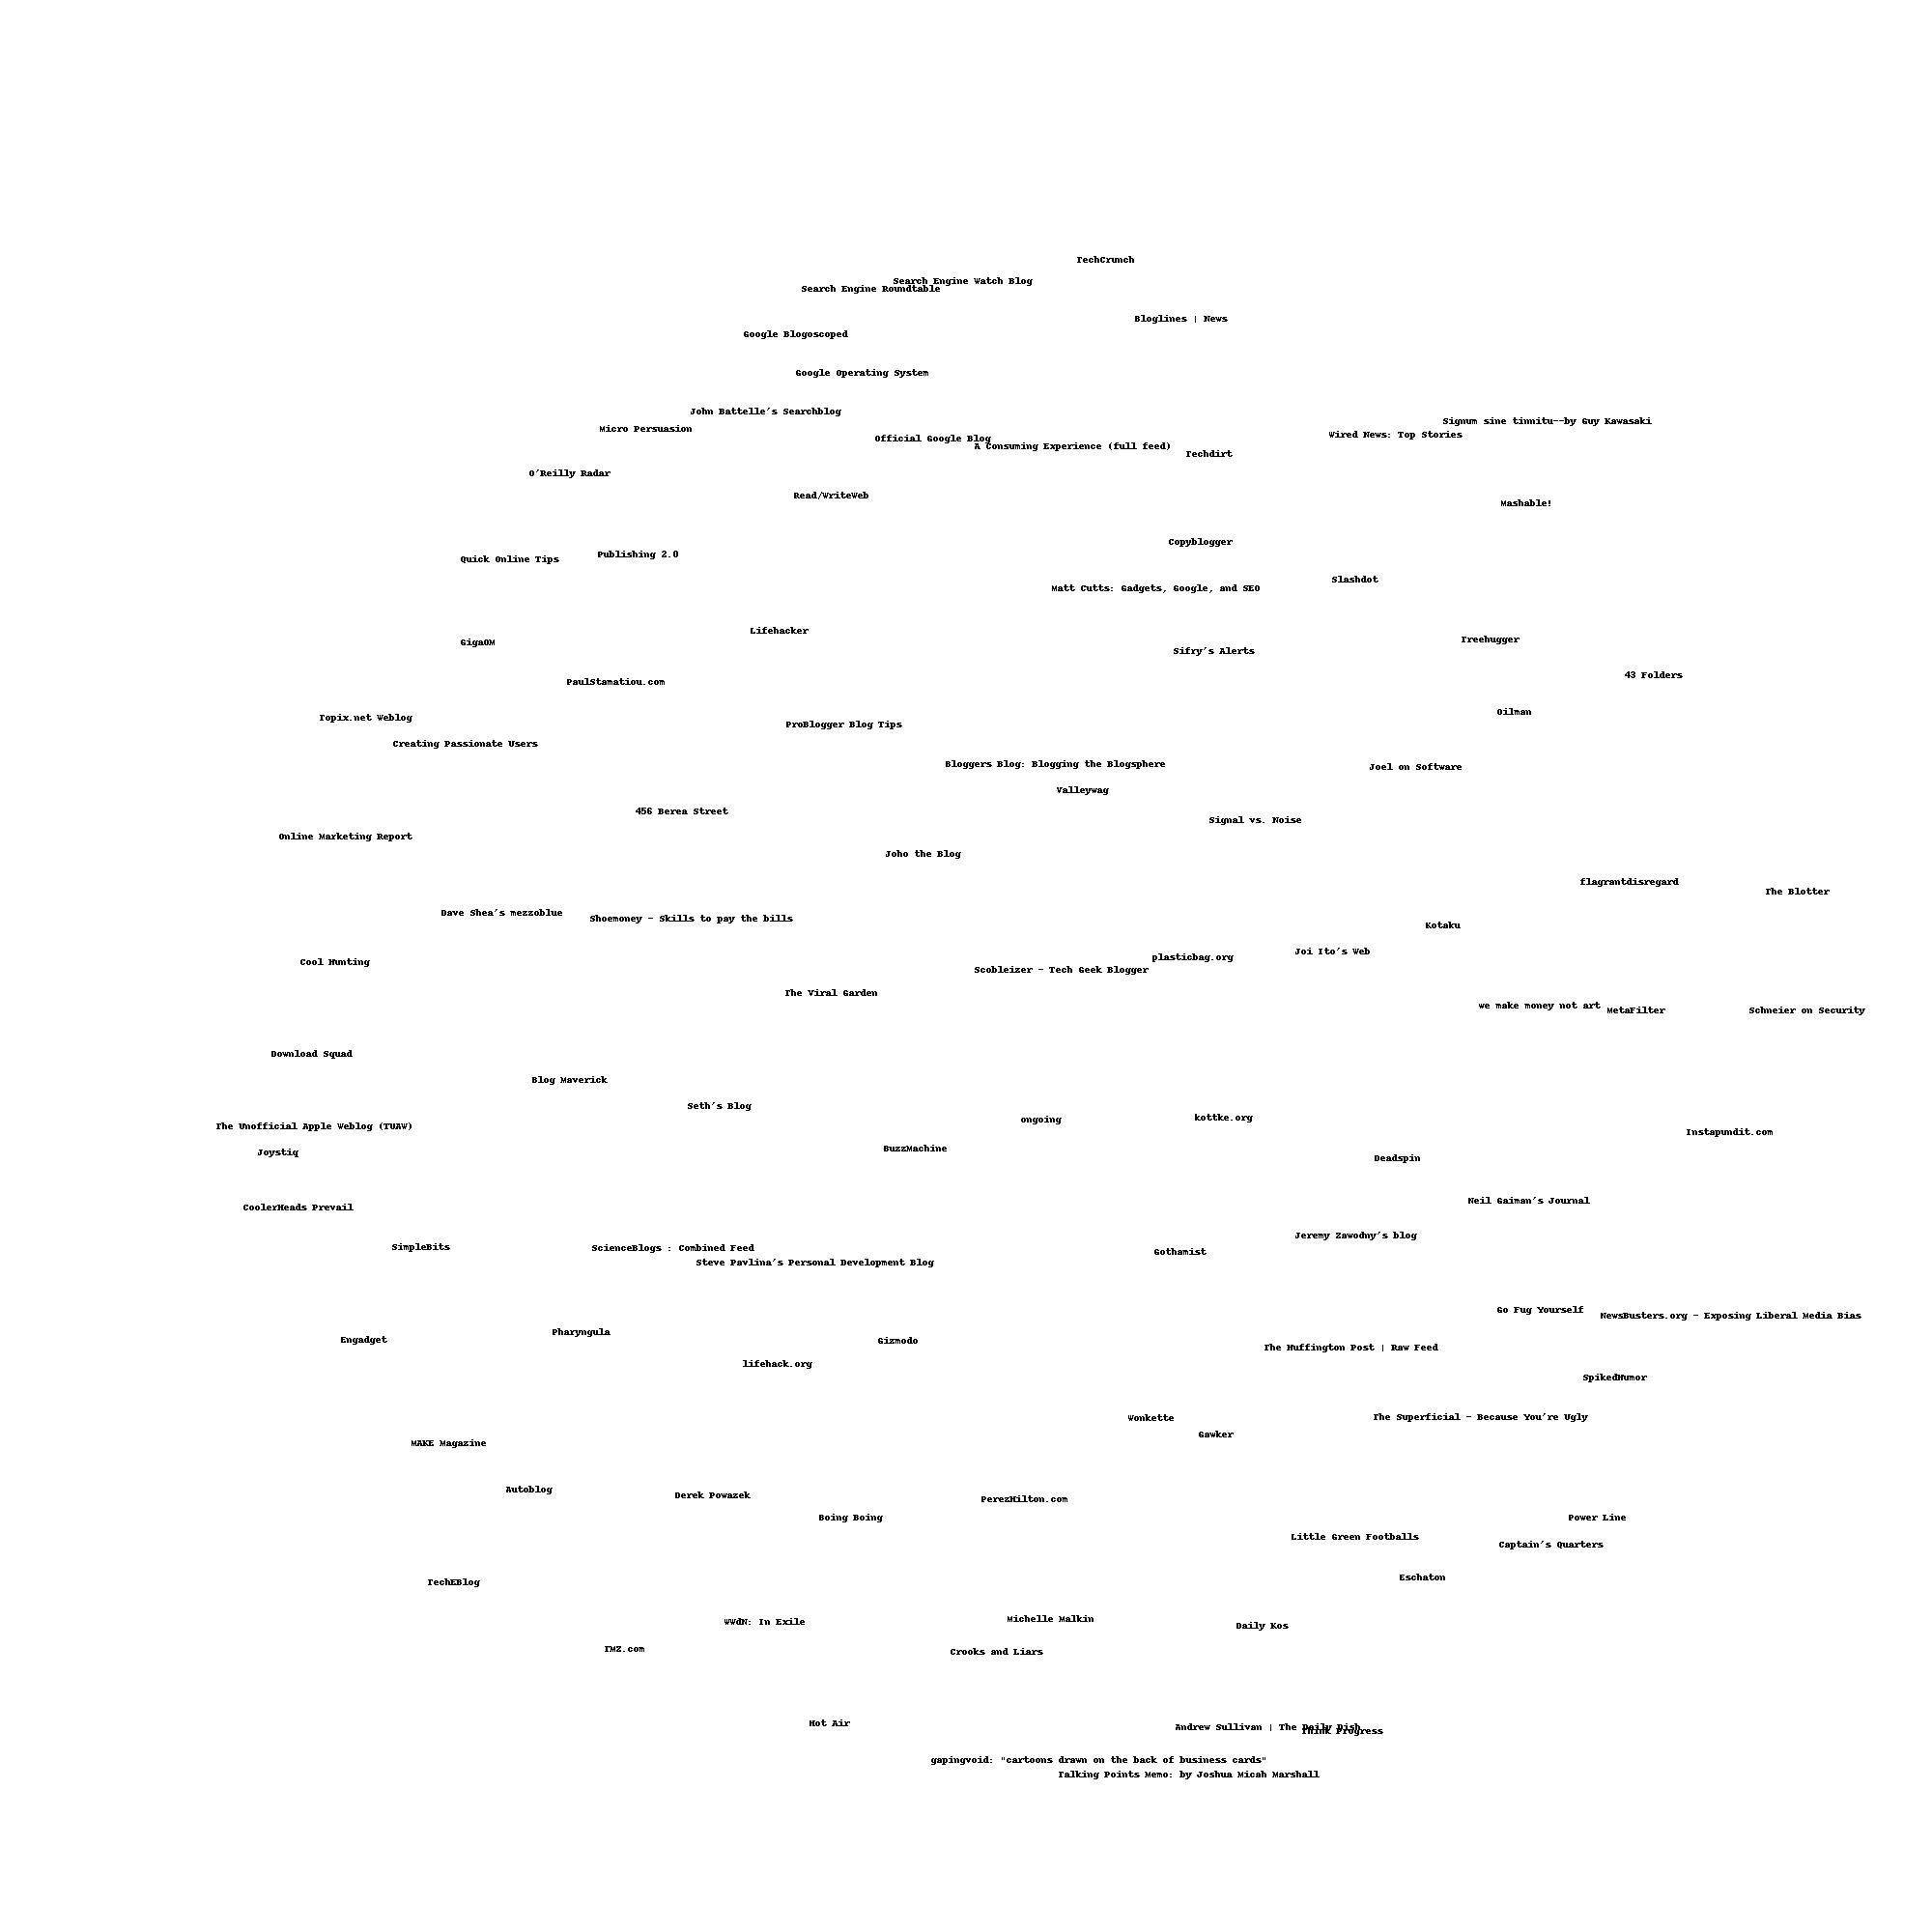 TechCrunch
Search Engine Watch Blog
Search Engine Roundtable
Bloglines | News
Google Blogoscoped
Google Operating System
John Battelle's Searchblog
Signum sine tinnitu--by Guy Kawasaki
Micro Persuasion
Wired News: Top Stories
Official Google Blog
A Consuming Experience (full feed)
Techdirt
O'Reilly Radar
Read/WriteWeb
Mashable!
Copyblogger
Publishing 2.0
Quick Online Tips
Slashdot
Matt Cutts: Gadgets, Google, and SEO
Lifehacker
Treehugger
GigaOM
Sifry's Alerts
43 Folders
PaulStamatiou.com
Oilman
Topix.net Weblog
ProBlogger Blog Tips
Creating Passionate Users
Bloggers Blog: Blogging the Blogsphere
Joel on Software
Valleywag
456 Berea Street
Signal vs. Noise
Online Marketing Report
Joho the Blog
flagrantdisregard
The Blotter
Dave Shea's mezzoblue
Shoemoney - Skills to pay the bills
Kotaku
Joi Ito's Web
plasticbag.org
Cool Hunting
Scobleizer - Tech Geek Blogger
The Viral Garden
we make money not art
MetaFilter
Schneier on Security
Download Squad
Blog Maverick
Seth's Blog
kottke.org
ongoing
The Unofficial Apple Weblog (TUAW)
Instapundit.com
BuzzMachine
Joystiq
Deadspin
Neil Gaiman's Journal
CoolerHeads Prevail
Jeremy Zawodny's blog
SimpleBits
ScienceBlogs : Combined Feed
Gothamist
Steve Pavlina's Personal Development Blog
Go Fug Yourself
NewsBusters.org - Exposing Liberal Media Bias
Pharyngula
Engadget
Gizmodo
The Huffington Post | Raw Feed
lifehack.org
SpikedHumor
The Superficial - Because You're Ugly
Wonkette
Gawker
MAKE Magazine
Autoblog
Derek Powazek
PerezHilton.com
Boing Boing
Power Line
Little Green Footballs
Captain's Quarters
Eschaton
TechEBlog
Michelle Malkin
WWdN: In Exile
Daily Kos
TMZ.com
Crooks and Liars
Hot Air
Andrew Sullivan | The Daily Dish
Think Progress
gapingvoid: "cartoons drawn on the back of business cards"
Talking Points Memo: by Joshua Micah Marshall